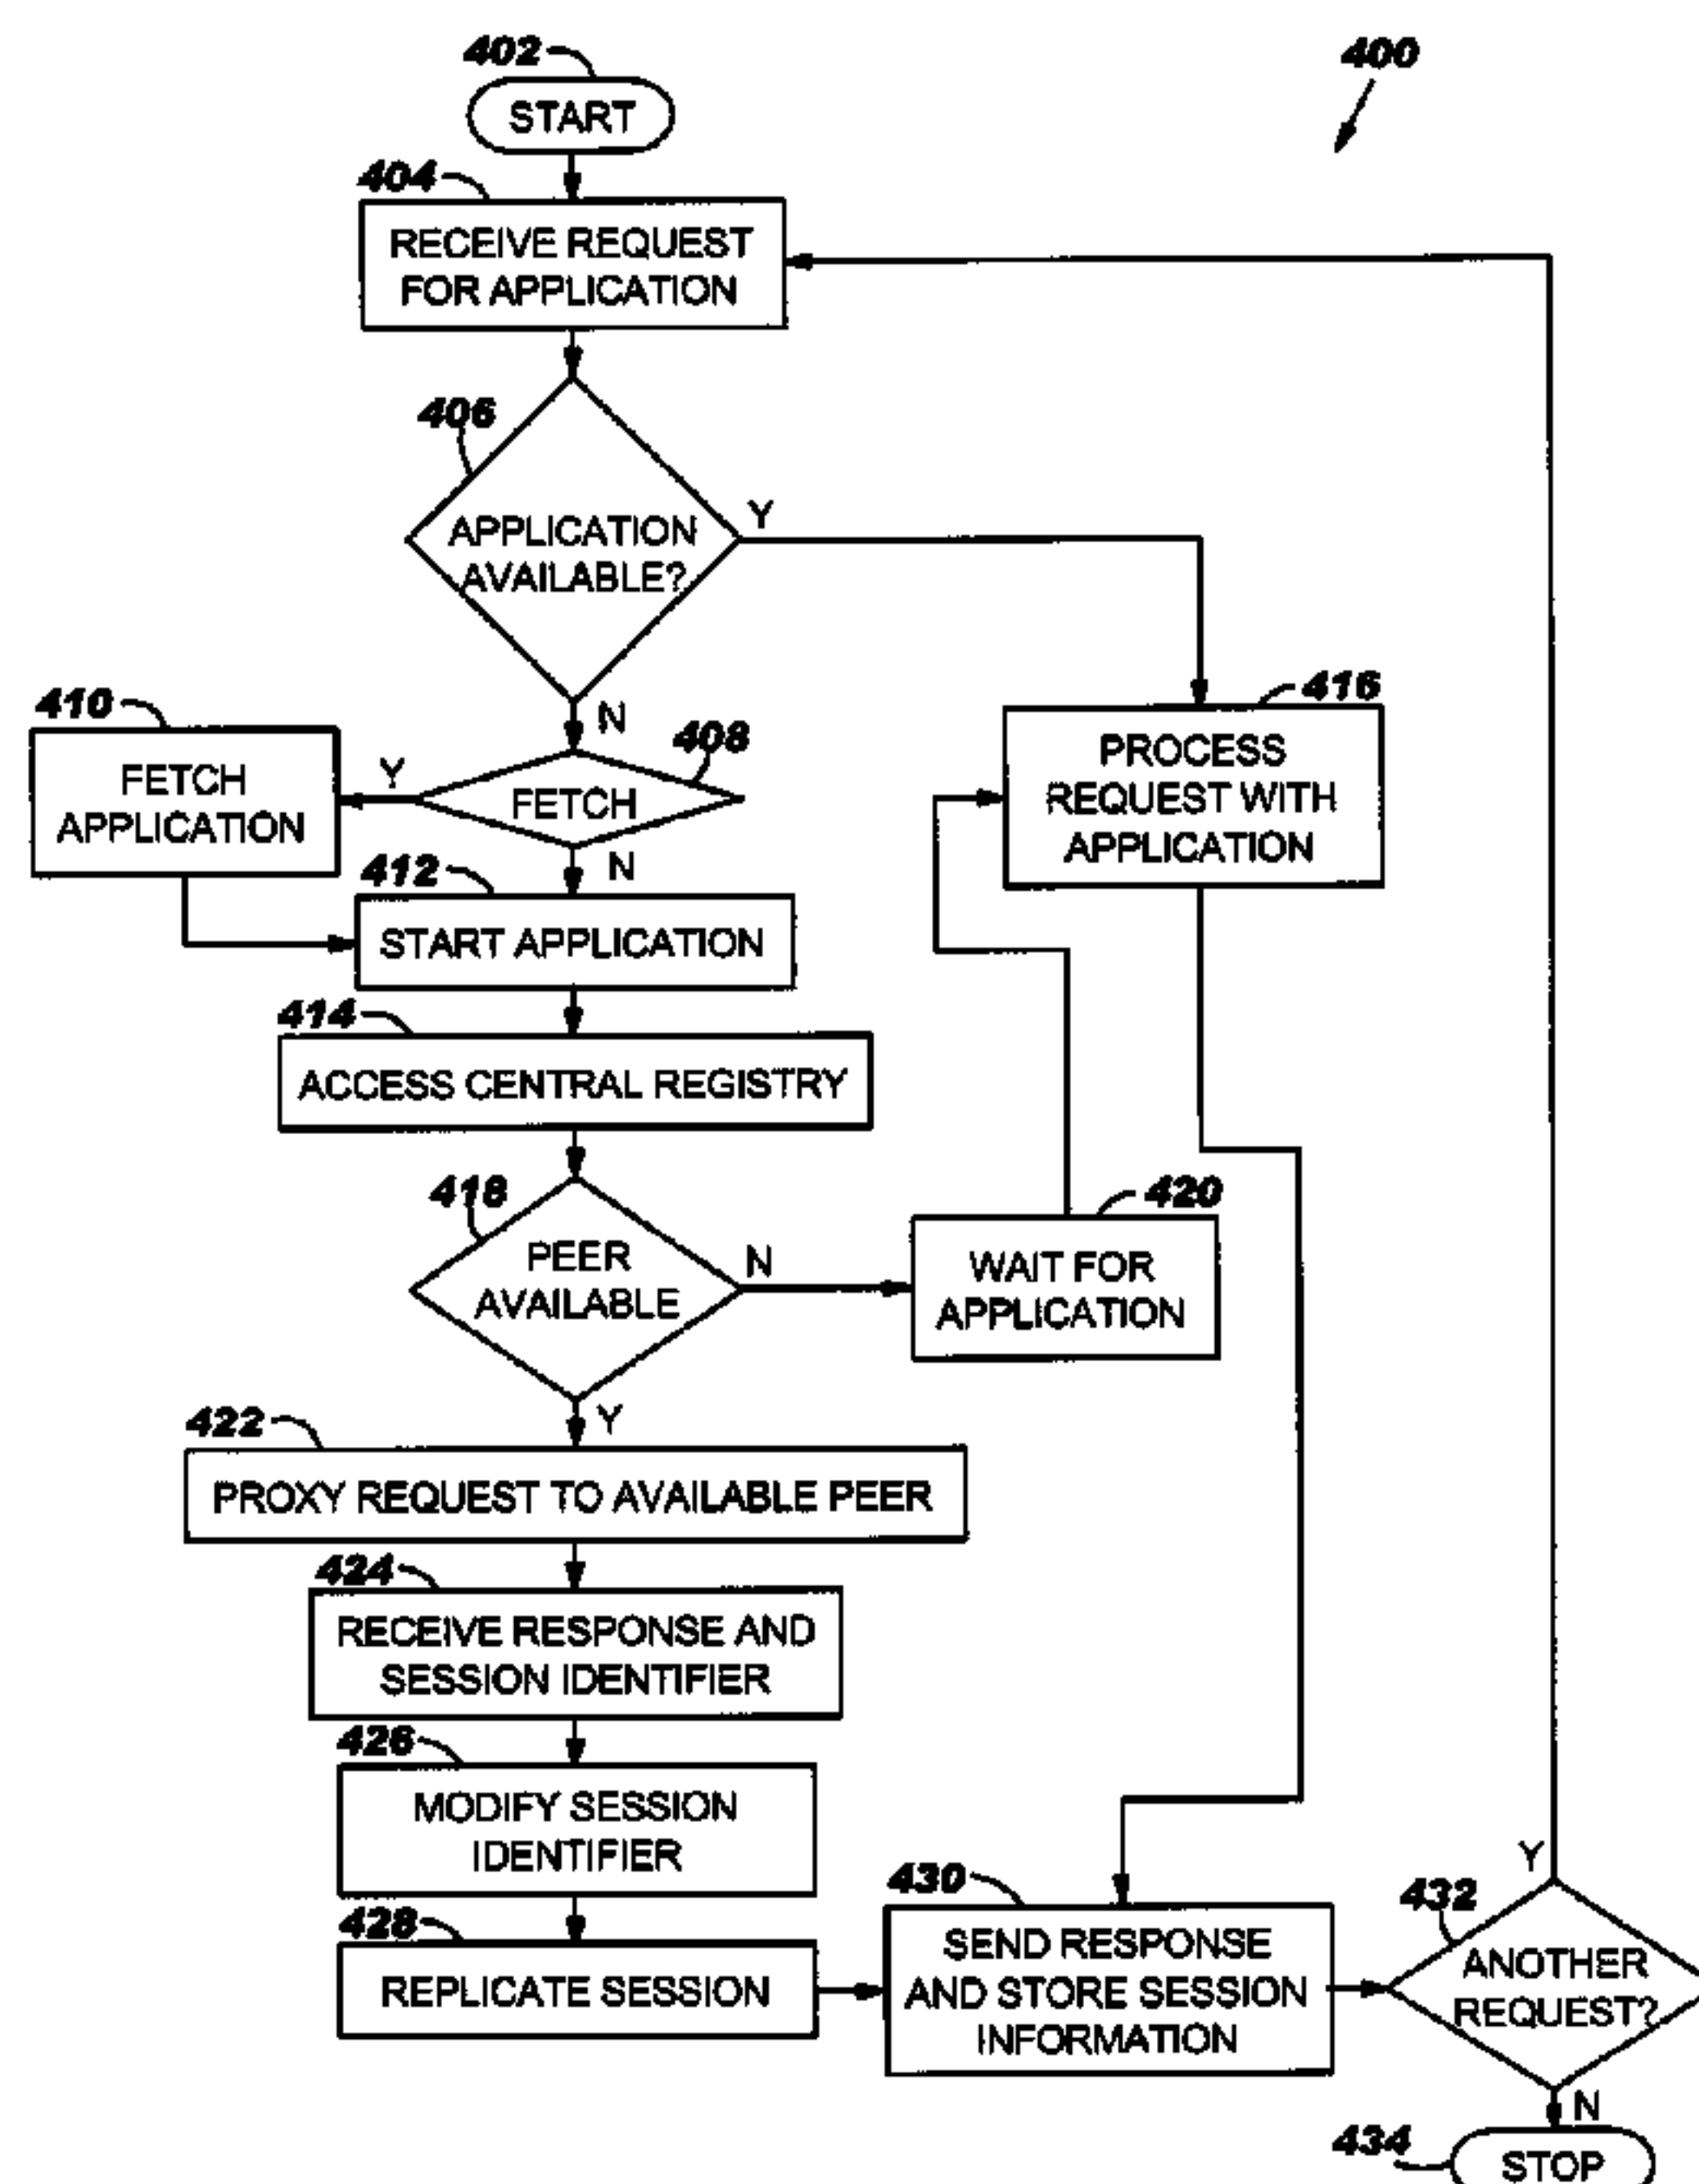 402
400
START
404
RECEIVE REQUEST
FOR APPLICATION
406
APPLICATION
AVAILABLE?
Y
N
410
FETCH
APPLICATION
Y
408
FETCH
N
416
PROCESS
REQUEST WITH
APPLICATION
412
START APPLICATION
414
ACCESS CENTRAL REGISTRY
418
PEER
AVAILABLE
N
420
WAIT FOR
APPLICATION
Y
422
PROXY REQUEST TO AVAILABLE PEER
424
RECEIVE RESPONSE AND
SESSION IDENTIFIER
426
MODIFY SESSION
IDENTIFIER
428
REPLICATE SESSION
430
SEND RESPONSE
AND STORE SESSION
INFORMATION
Y
432
ANOTHER
REQUEST?
N
434
STOP